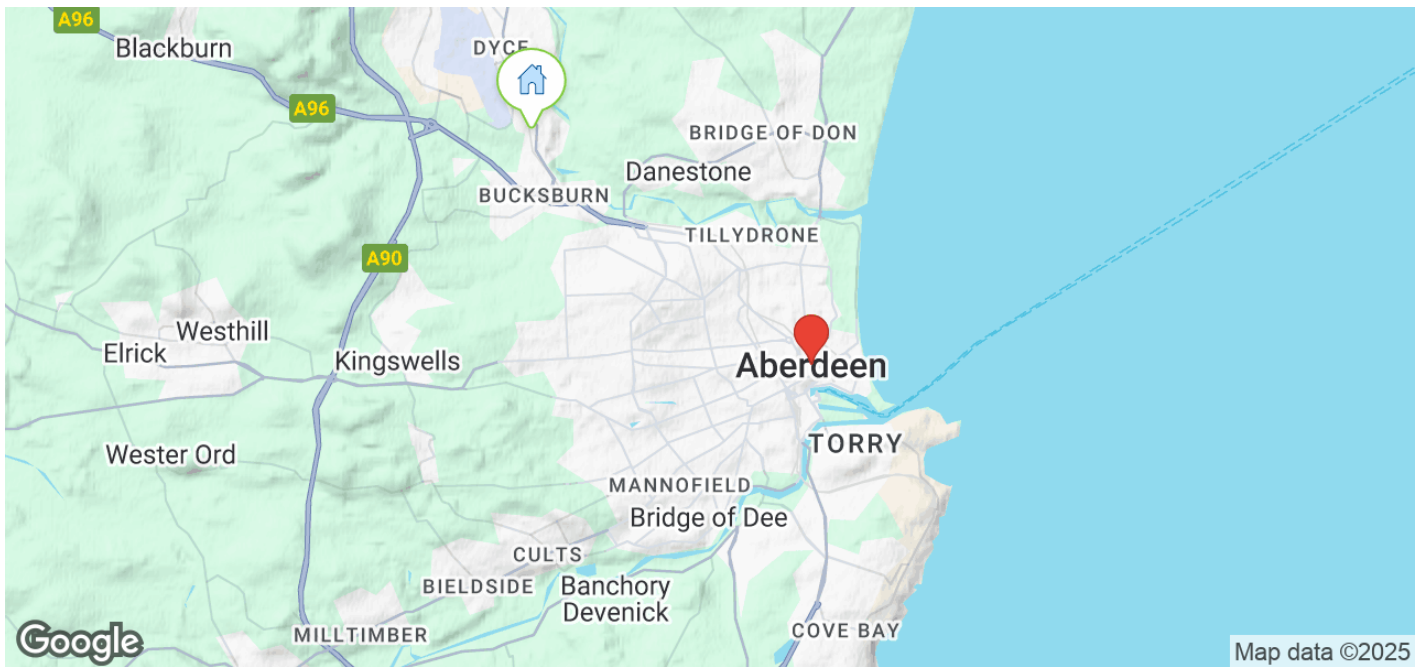 A96
Blackburn
DYCE
A96
BRIDGE OF DON
Danestone
BUCKSBURN
TILLYDRONE
A90
Westhill
Elrick
Kingswells
Aberdeen
Wester Ord
TORRY
MANNOFIELD
Bridge of Dee
CULTS
BIELDSIDE
Banchory
Devenick
MILLTIMBER
COVE BAY
Google
Map data ©2025